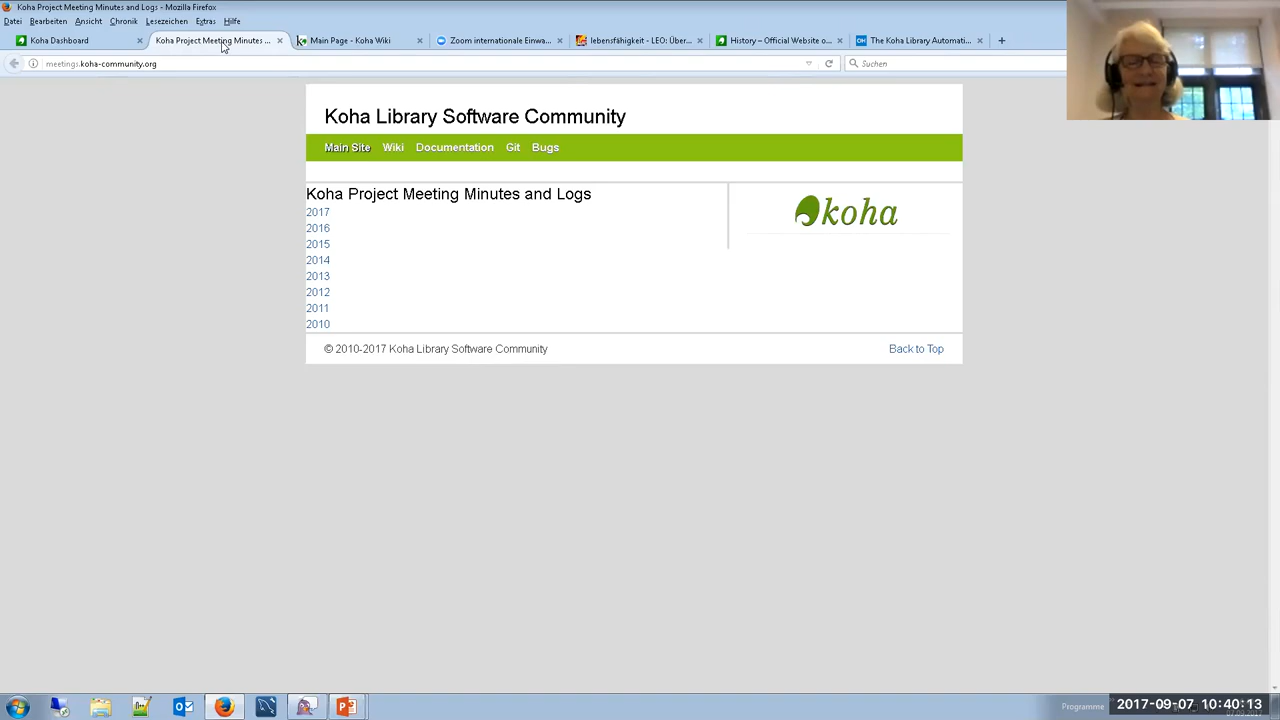 Koha Project Meeting Minutes and Logs - Mozilla Firefox
Datei Bearbeiten Ansicht Chronik Lesezeichen Extras Hilfe
Koha Dashboard
Koha Project Meeting Minutes ...
Main Page - Koha Wiki
Zoom internationale Einwa...
lebensfähigkeit - LEO: Über...
History – Official Website o...
The Koha Library Automati...
meetings.koha-community.org
Suchen
Koha Library Software Community
Main Site Wiki Documentation Git Bugs
Koha Project Meeting Minutes and Logs
koha
2017
2016
2015
2014
2013
2012
2011
2010
© 2010-2017 Koha Library Software Community
Back to Top
Programme
2017-09-07 10:40:13